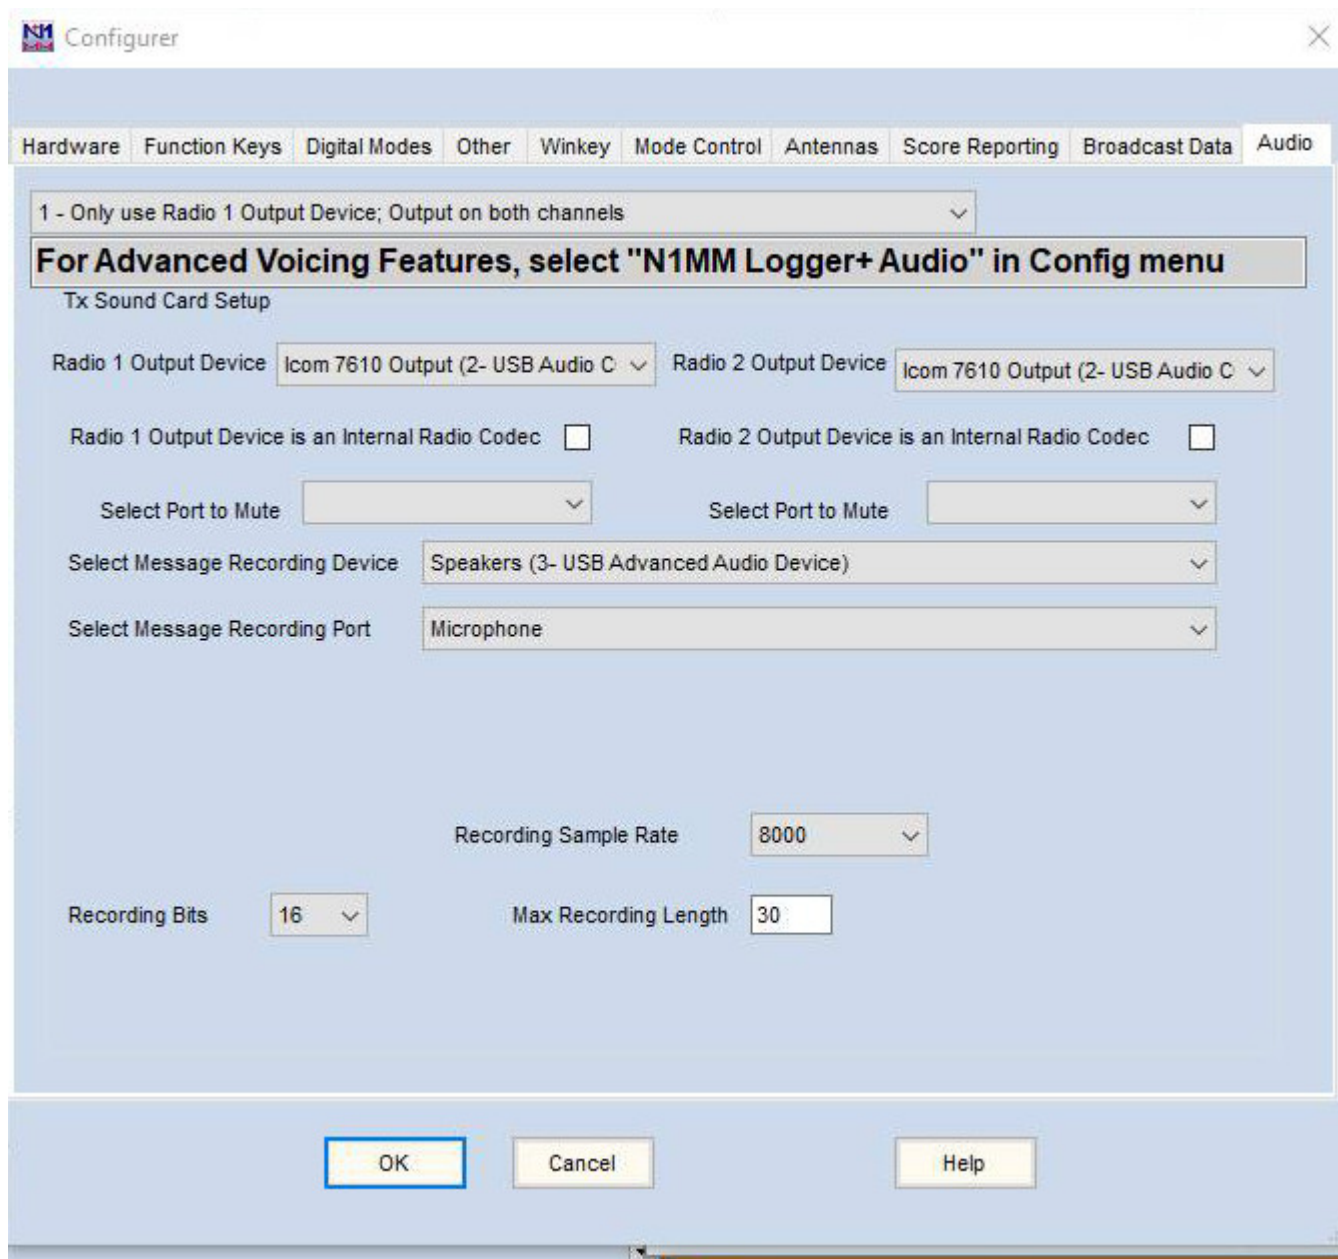 N1MM Configurer
Hardware Function Keys Digital Modes Other Winkey Mode Control Antennas Score Reporting Broadcast Data Audio
1 - Only use Radio 1 Output Device; Output on both channels
For Advanced Voicing Features, select "N1MM Logger+ Audio" in Config menu
Tx Sound Card Setup
Radio 1 Output Device Icom 7610 Output (2- USB Audio C Radio 2 Output Device Icom 7610 Output (2- USB Audio C
Radio 1 Output Device is an Internal Radio Codec Radio 2 Output Device is an Internal Radio Codec
Select Port to Mute Select Port to Mute
Select Message Recording Device Speakers (3- USB Advanced Audio Device)
Select Message Recording Port Microphone
Recording Sample Rate 8000
Recording Bits 16 Max Recording Length 30
OK Cancel Help